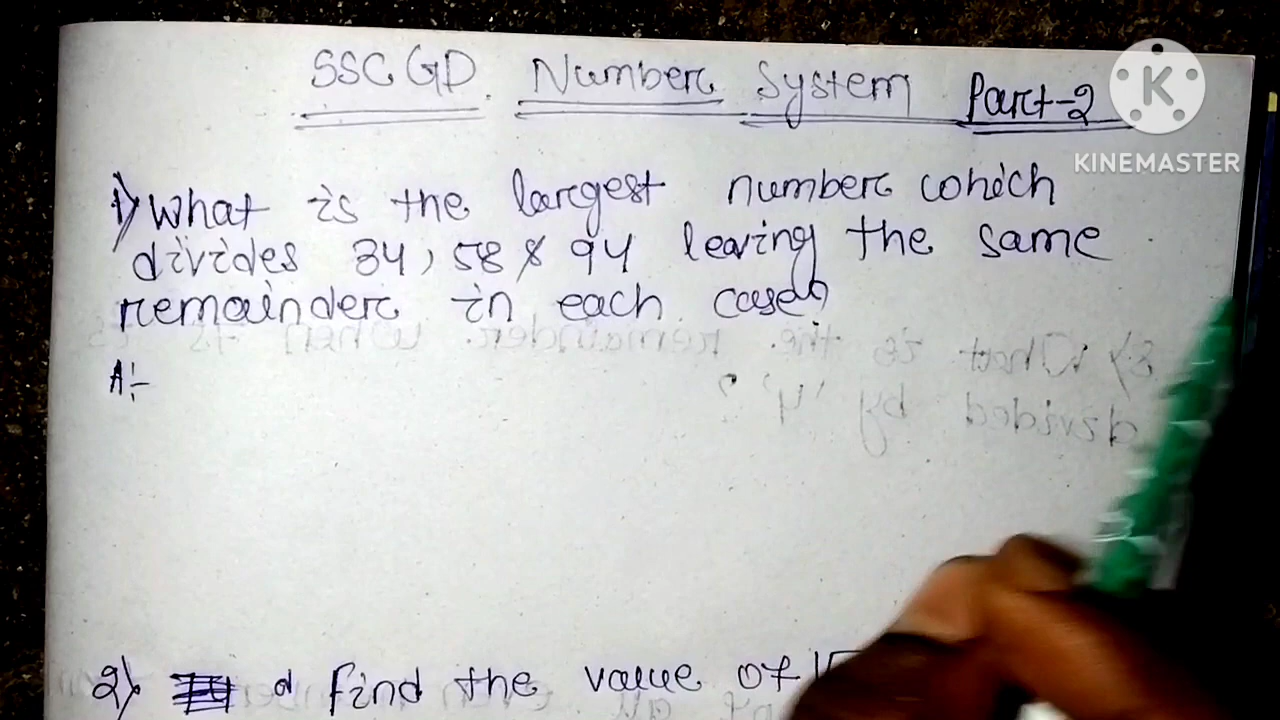 SSC GD Number System Part-2
K
KINEMASTER
1) What is the largest number which
divides 34, 58 & 94 leaving the same
remainder in each case?
A:-
2) find the value of